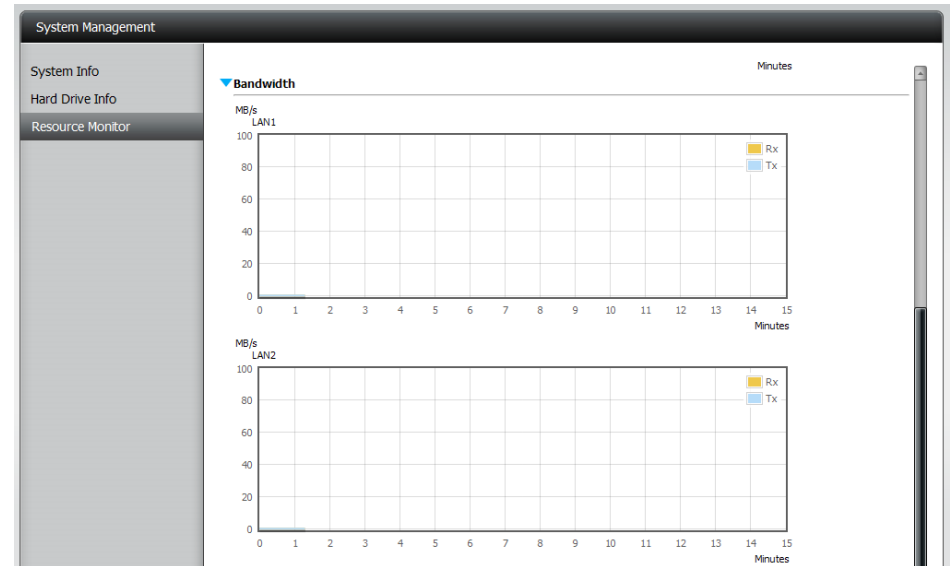 System Management
System Info
Hard Drive Info
Resource Monitor
Minutes
Bandwidth
MB/s
LAN1
100
Rx
80
Tx
60
40
20
0
0 1 2 3 4 5 6 7 8 9 10 11 12 13 14 15
Minutes
MB/s
LAN2
100
Rx
80
Tx
60
40
20
0
0 1 2 3 4 5 6 7 8 9 10 11 12 13 14 15
Minutes